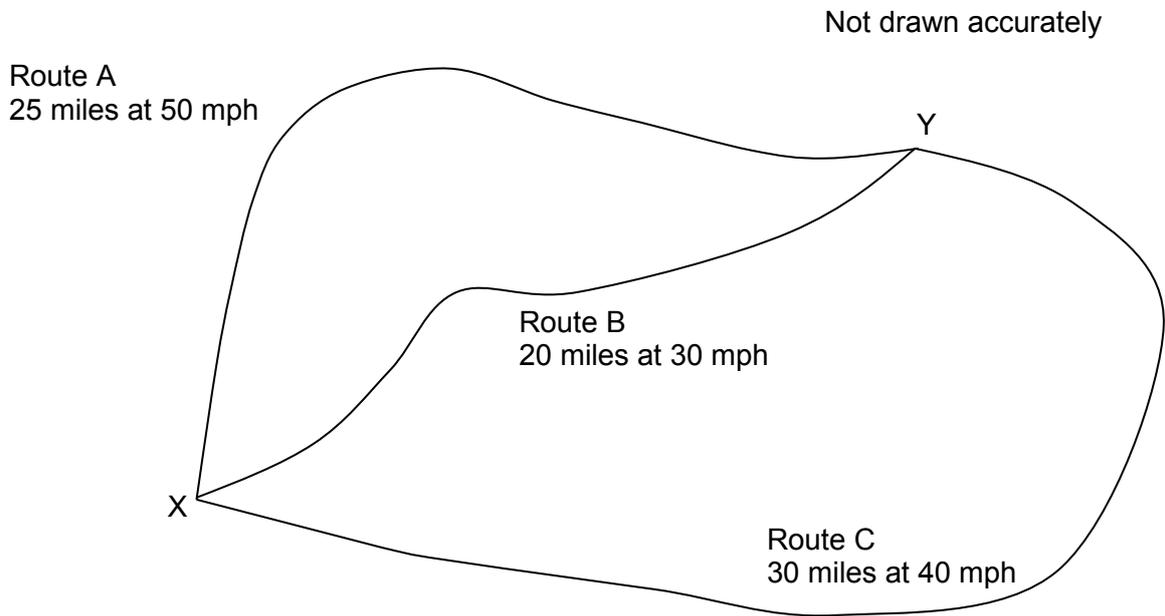 Not drawn accurately
Route A
25 miles at 50 mph
Y
Route B
20 miles at 30 mph
X
Route C
30 miles at 40 mph